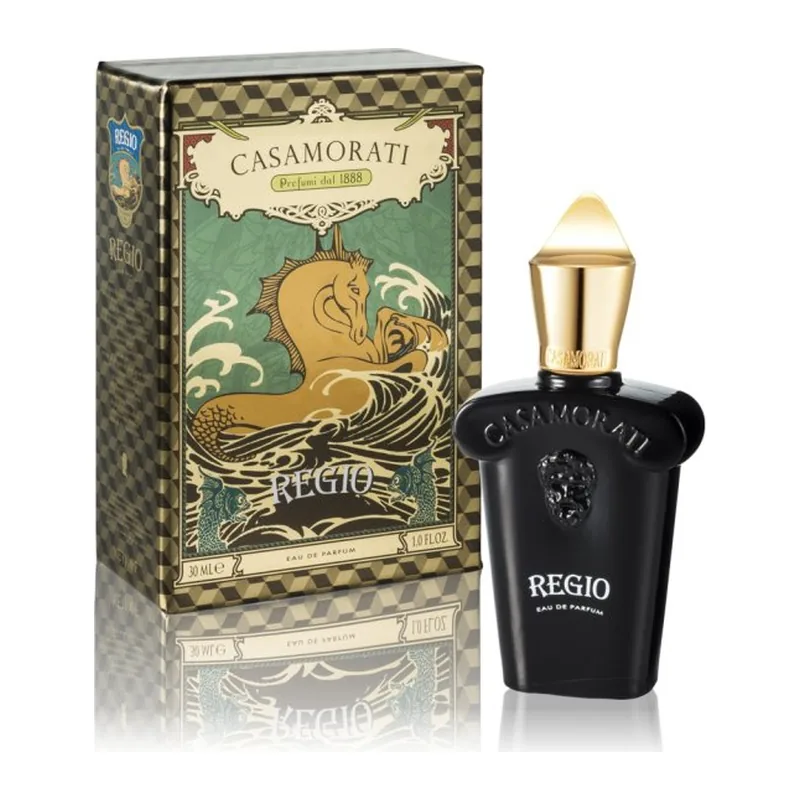 REGIO
REGIO
CASAMORATI
Profumi dal 1888
REGIO
30 ML℮
EAU DE PARFUM
1.0 FL.OZ.
CASAMORATI
CASAMORATI
REGIO
EAU DE PARFUM